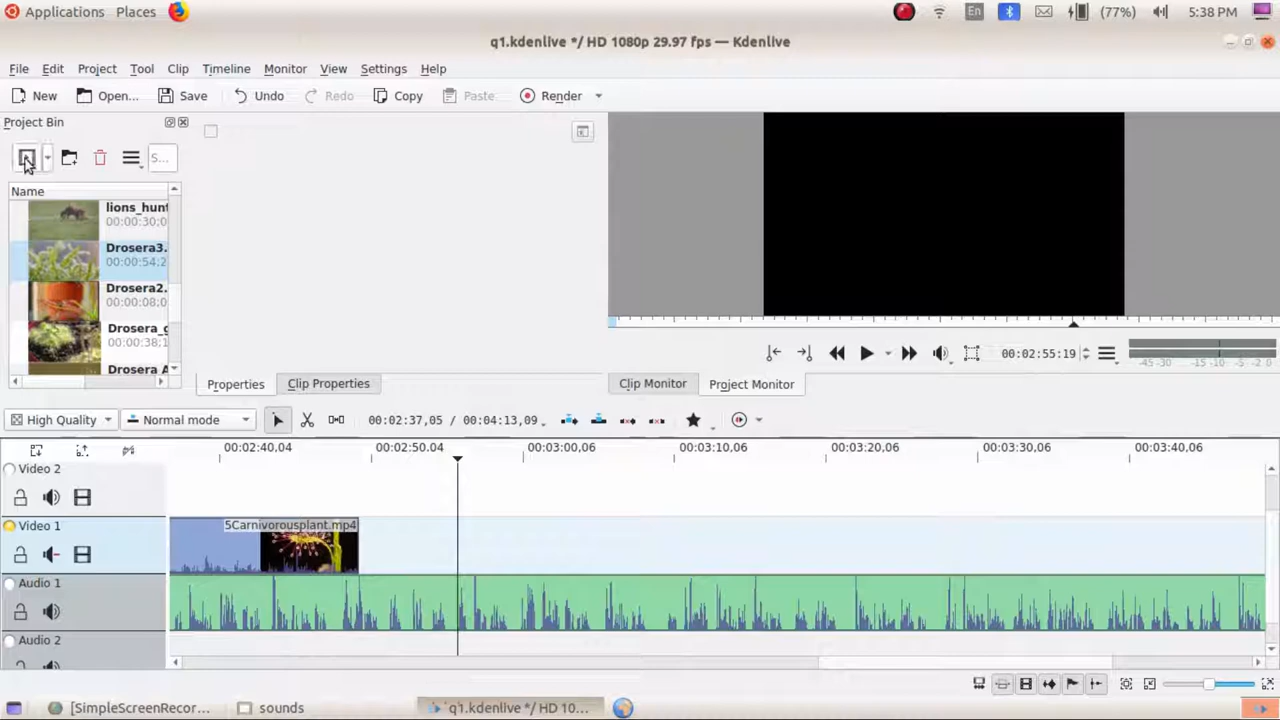 Applications Places En (77%) 5:38 PM
q1.kdenlive */ HD 1080p 29.97 fps — Kdenlive
File Edit Project Tool Clip Timeline Monitor View Settings Help
New Open... Save Undo Redo Copy Paste Render
Project Bin
S...
Name
lions_hunt
00:00:30;0
Drosera3.
00:00:54:2
Drosera2.
00:00:08;0
Drosera_g
00:00:38;1
Drosera A
00:02:55:19
-45 -30 -15 -10 -5 -2 0
Properties Clip Properties Clip Monitor Project Monitor
High Quality Normal mode 00:02:37,05 / 00:04:13,09
00:02:40.04 00:02:50.04 00:03:00,06 00:03:10,06 00:03:20,06 00:03:30,06 00:03:40,06
Video 2
Video 1
5Carnivorousplant.mp4
Audio 1
Audio 2
[SimpleScreenRecor... sounds q1.kdenlive */ HD 10...